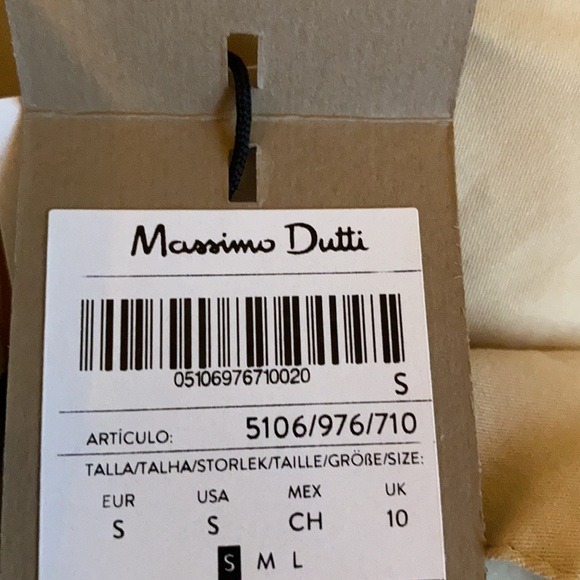 Massimo Dutti
05106976710020
S
ARTÍCULO: 5106/976/710
TALLA/TALHA/STORLEK/TAILLE/GRÖßE/SIZE:
EUR USA MEX UK
S S CH 10
S M L